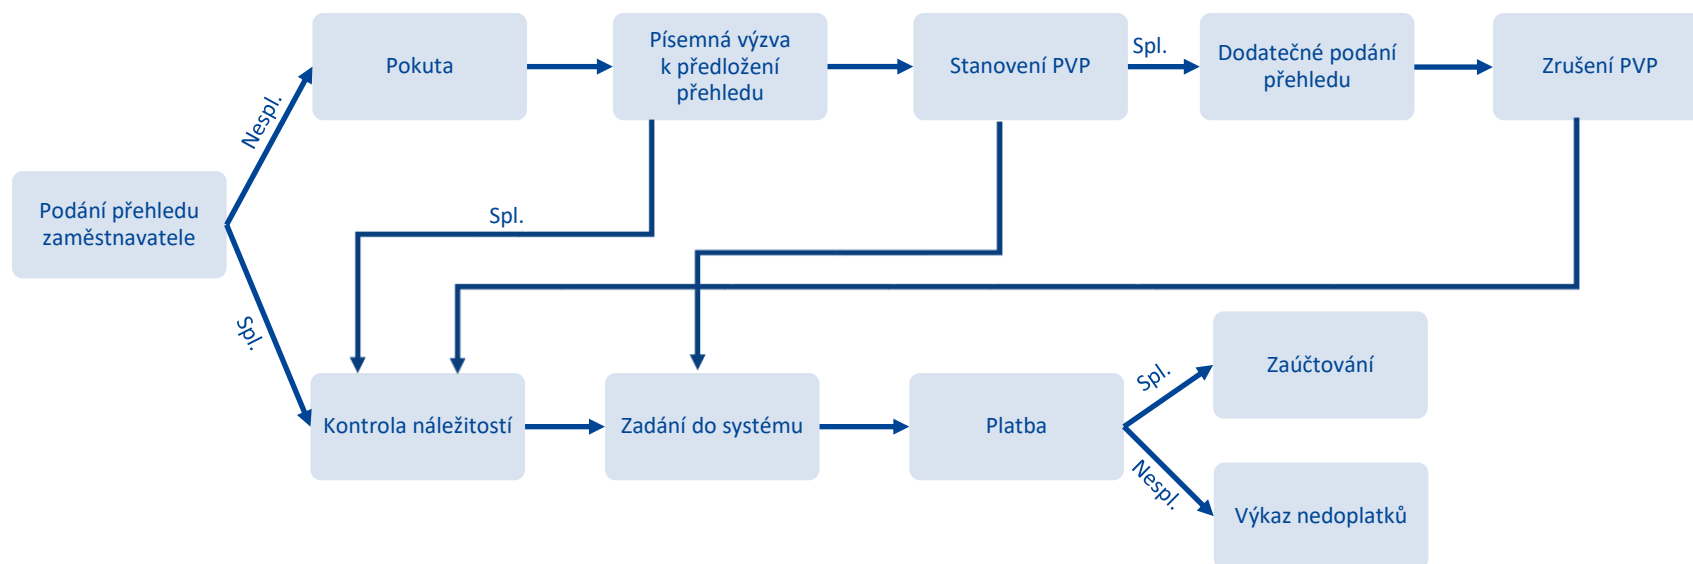 Pokuta
Písemná výzva
k předložení
přehledu
Stanovení PVP
Spl.
Dodatečné podání
přehledu
Zrušení PVP
Nespl.
Podání přehledu
zaměstnavatele
Spl.
Spl.
Kontrola náležitostí
Zadání do systému
Platba
Spl.
Zaúčtování
Nespl.
Výkaz nedoplatků